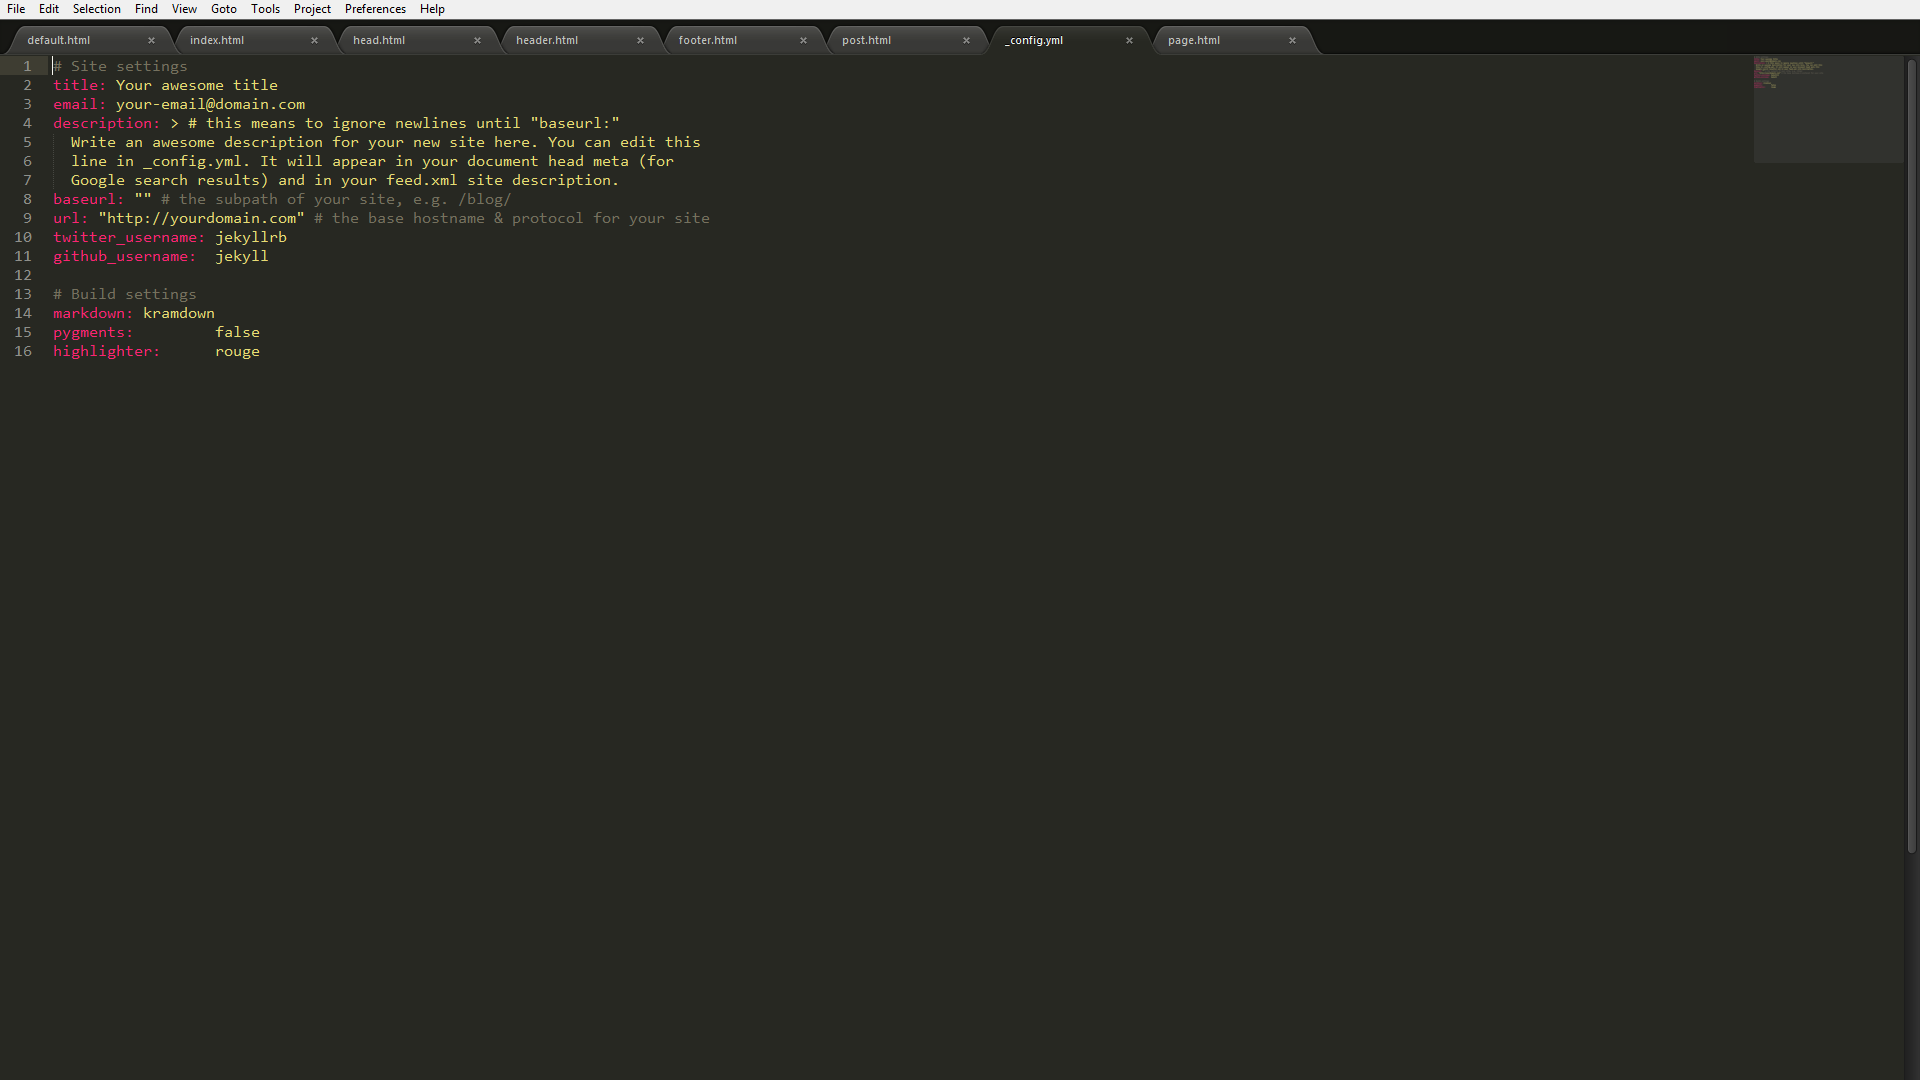 File Edit Selection Find View Goto Tools Project Preferences Help
default.html × index.html × head.html × header.html × footer.html × post.html × _config.yml × page.html ×
1 # Site settings
2 title: Your awesome title
3 email: your-email@domain.com
4 description: > # this means to ignore newlines until "baseurl:"
5 Write an awesome description for your new site here. You can edit this
6 line in _config.yml. It will appear in your document head meta (for
7 Google search results) and in your feed.xml site description.
8 baseurl: "" # the subpath of your site, e.g. /blog/
9 url: "http://yourdomain.com" # the base hostname & protocol for your site
10 twitter_username: jekyllrb
11 github_username:  jekyll
12
13 # Build settings
14 markdown: kramdown
15 pygments:         false
16 highlighter:      rouge